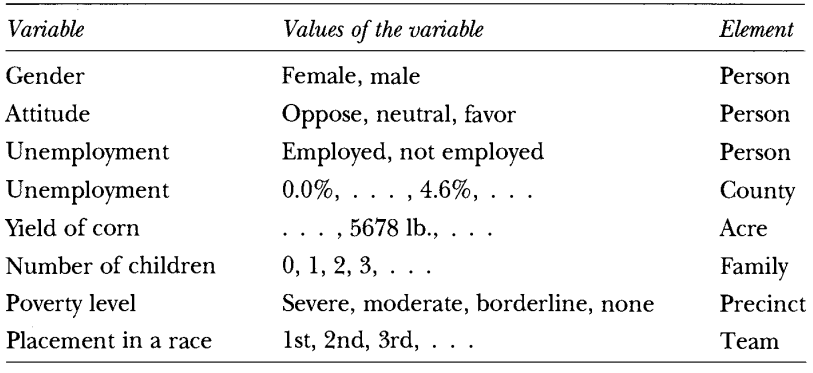 Variable Values of the variable Element
Gender Female, male Person
Attitude Oppose, neutral, favor Person
Unemployment Employed, not employed Person
Unemployment 0.0%, . . . , 4.6%, . . . County
Yield of corn . . . , 5678 lb., . . . Acre
Number of children 0, 1, 2, 3, . . . Family
Poverty level Severe, moderate, borderline, none Precinct
Placement in a race 1st, 2nd, 3rd, . . . Team